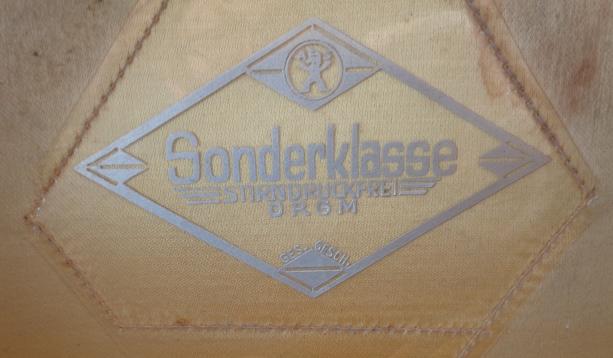 Sonderklasse
STIRNDRUCKFREI
DRGM
GES. GESCH.